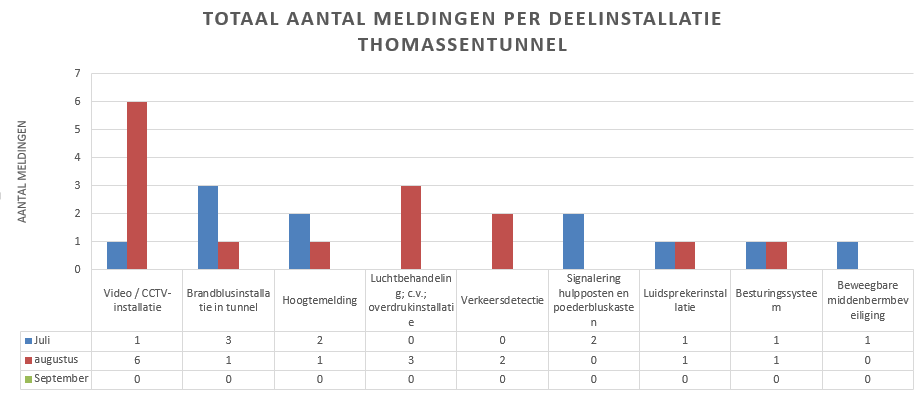 TOTAAL AANTAL MELDINGEN PER DEELINSTALLATIE
THOMASSENTUNNEL
AANTAL MELDINGEN
7
6
5
4
3
2
1
0
Video / CCTV-
installatie
Brandblusinstalla
tie in tunnel
Hoogtemelding
Luchtbehandelin
g; c.v.;
overdrukinstallati
e
Verkeersdetectie
Signalering
hulpposten en
poederbluskaste
n
Luidsprekerinstal
latie
Besturingssystee
m
Beweegbare
middenbermbev
eiliging
Juli 1 3 2 0 0 2 1 1 1
augustus 6 1 1 3 2 0 1 1 0
September 0 0 0 0 0 0 0 0 0